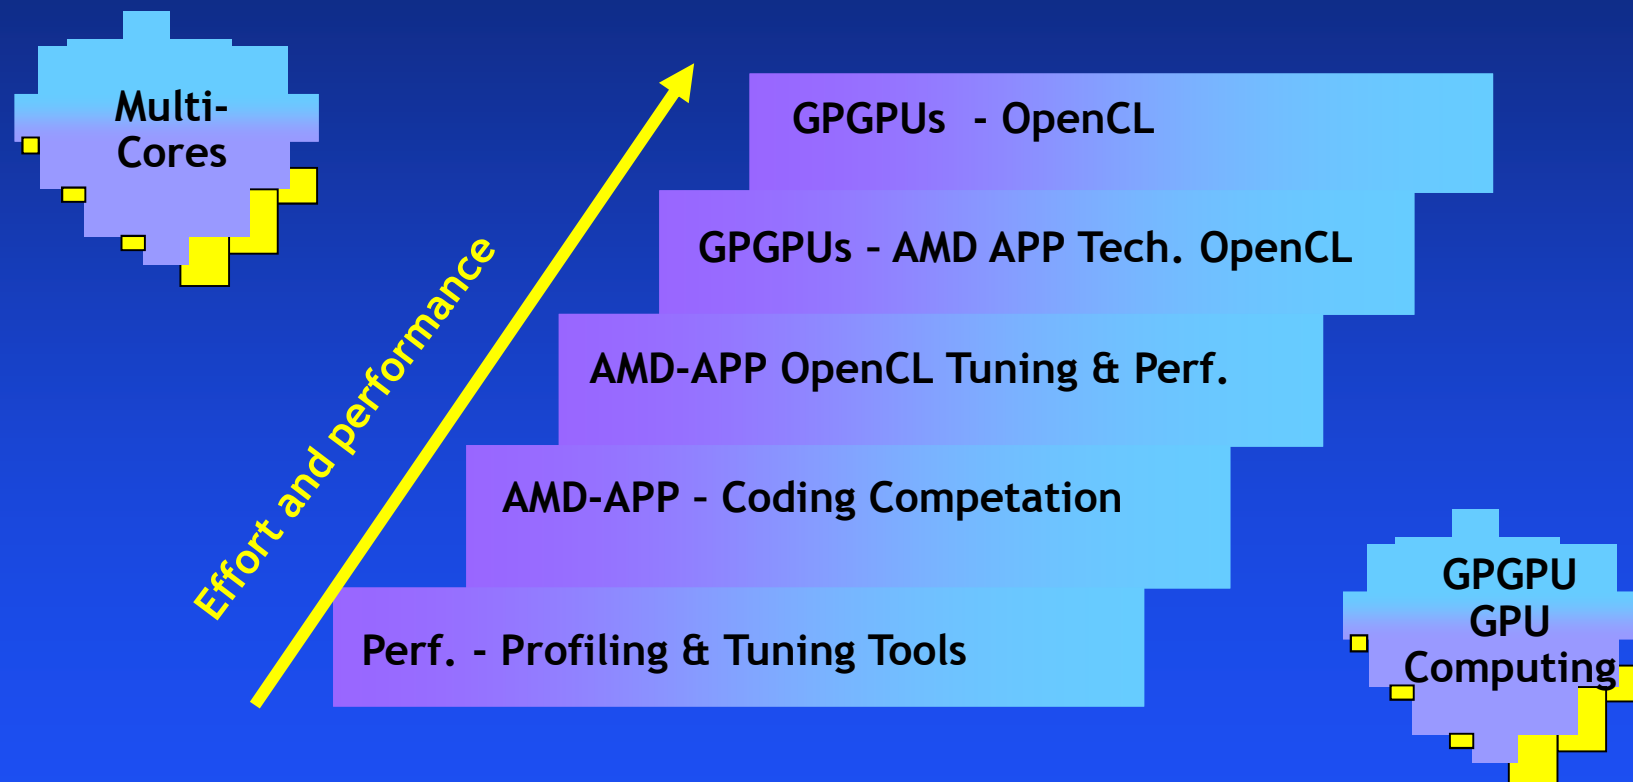 Multi-
Cores
GPGPUs - OpenCL
GPGPUs – AMD APP Tech. OpenCL
AMD-APP OpenCL Tuning & Perf.
AMD-APP – Coding Competation
Perf. - Profiling & Tuning Tools
Effort and performance
GPGPU
GPU
Computing